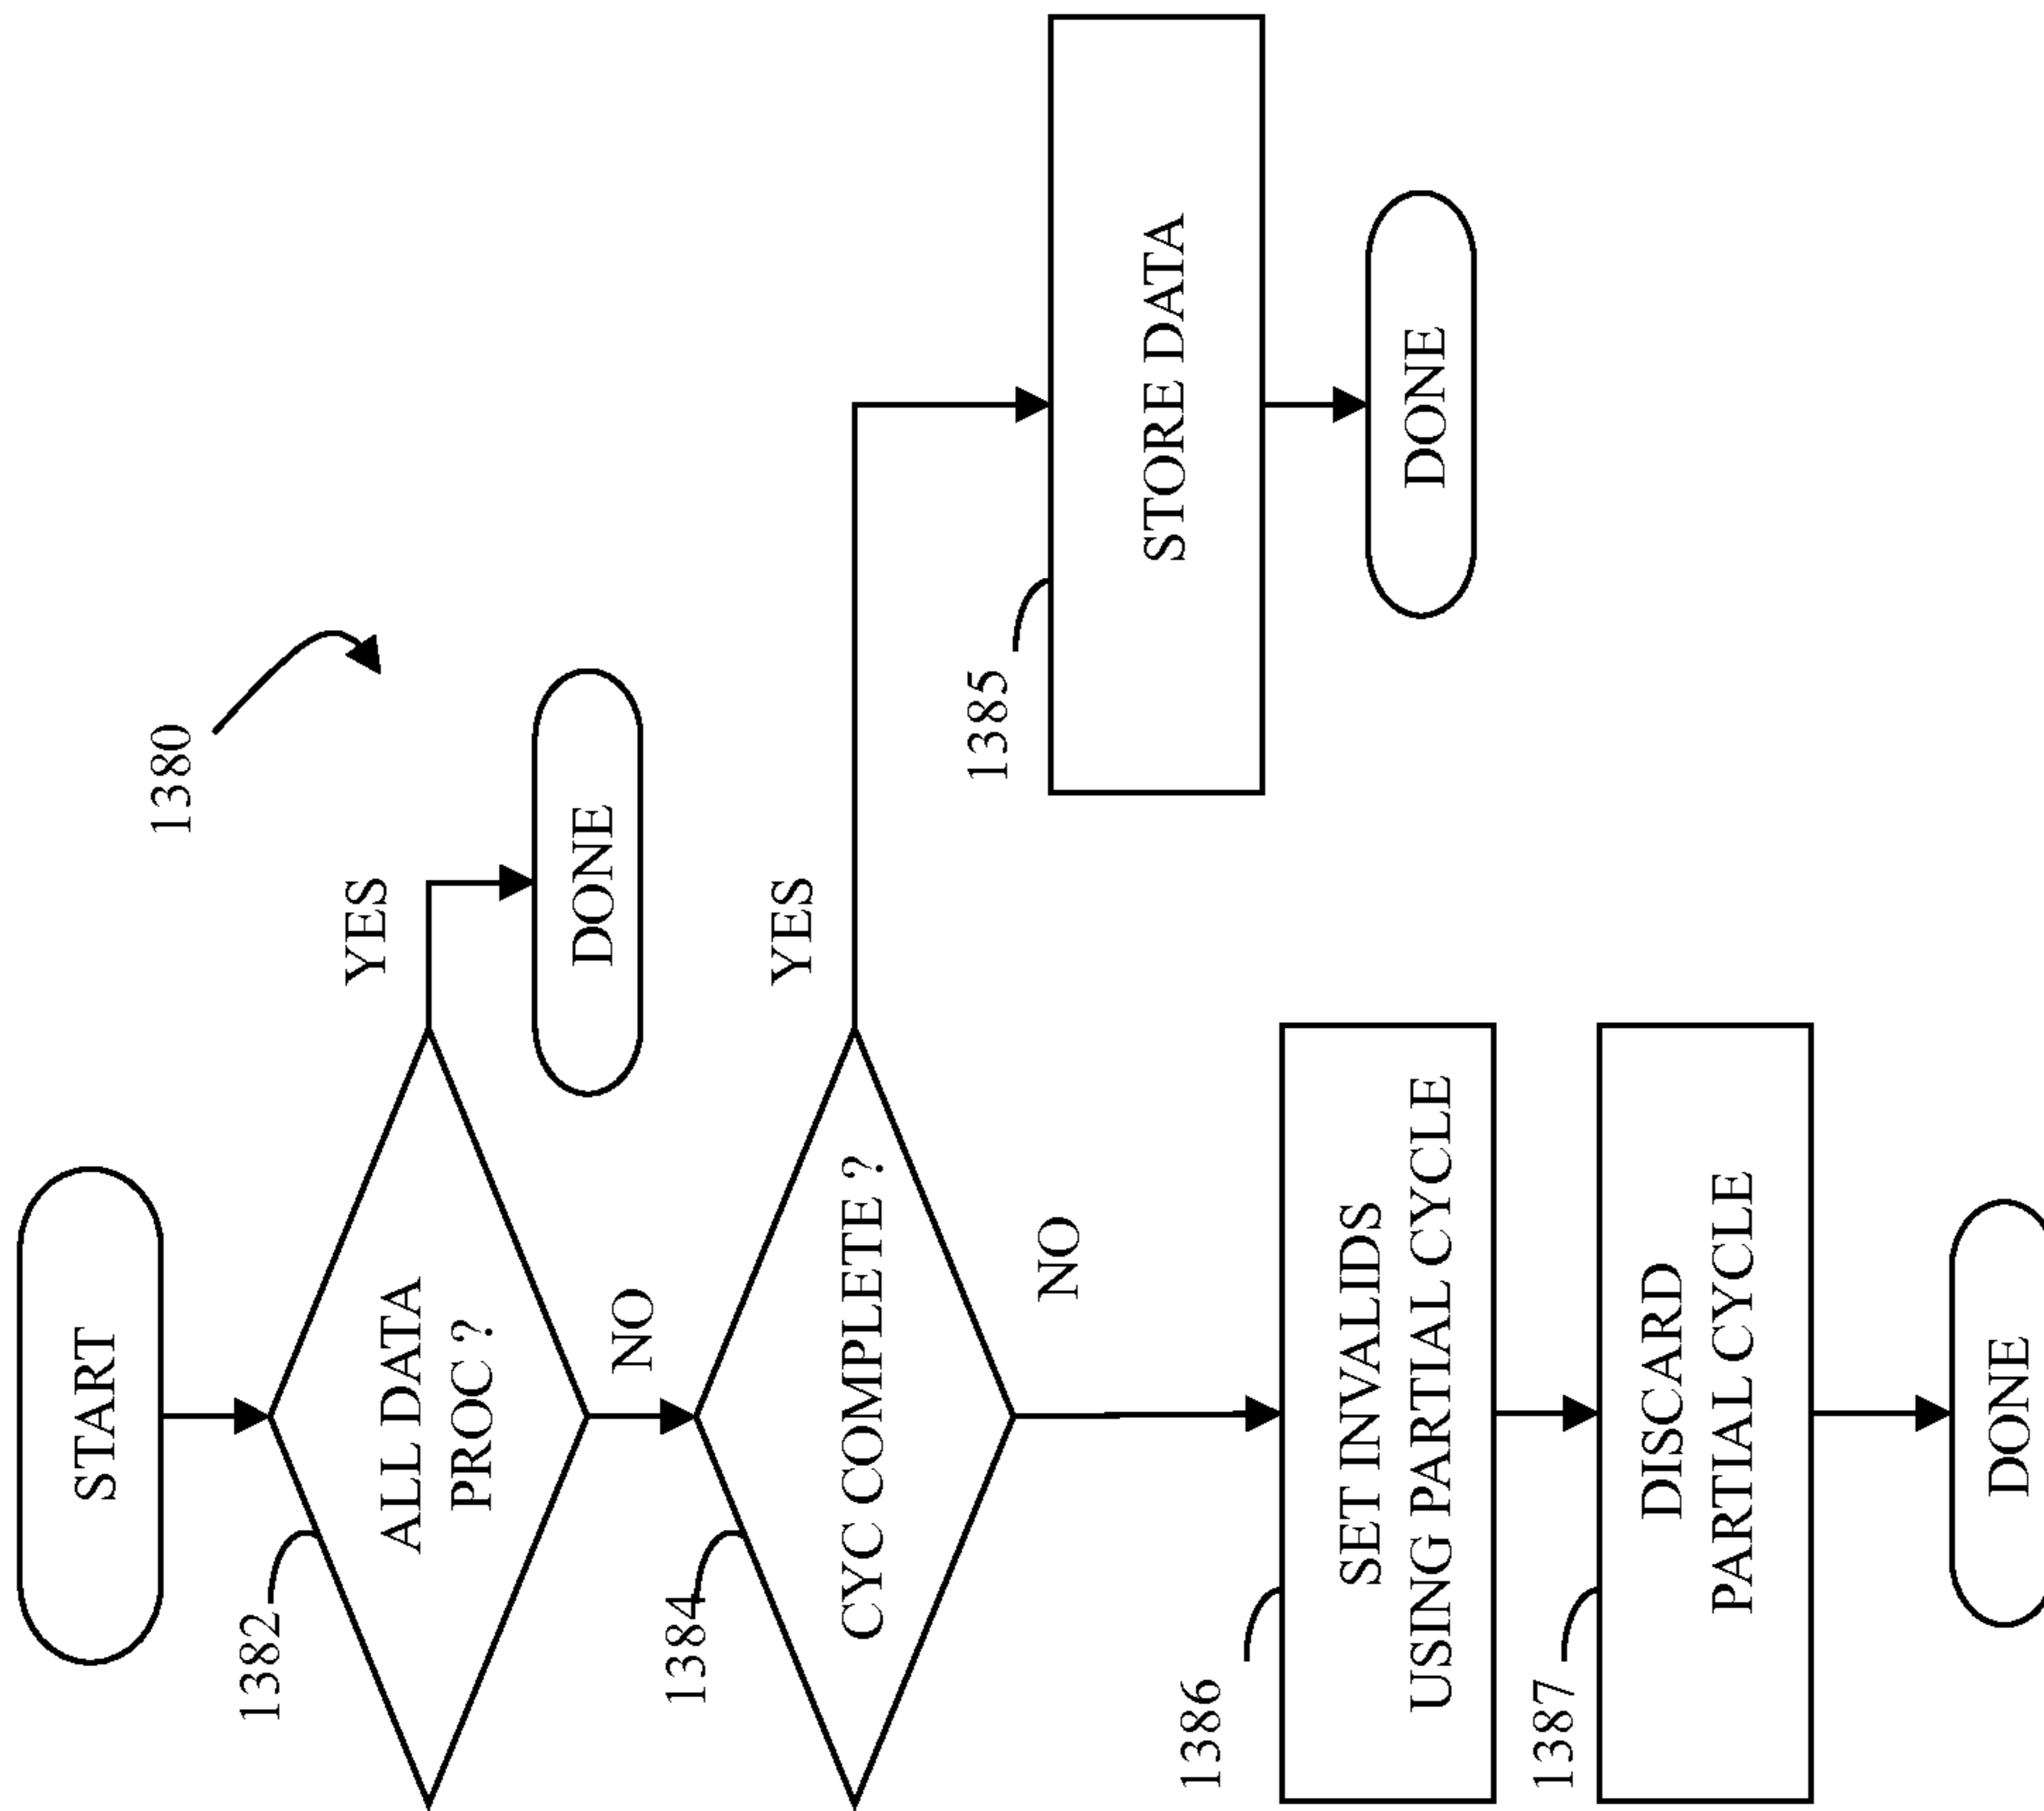 1380
START
1382
ALL DATA
PROC ?
YES
DONE
NO
1384
CYC COMPLETE ?
YES
1385
STORE DATA
DONE
NO
1386
SET INVALIDS
USING PARTIAL CYCLE
1387
DISCARD
PARTIAL CYCLE
DONE